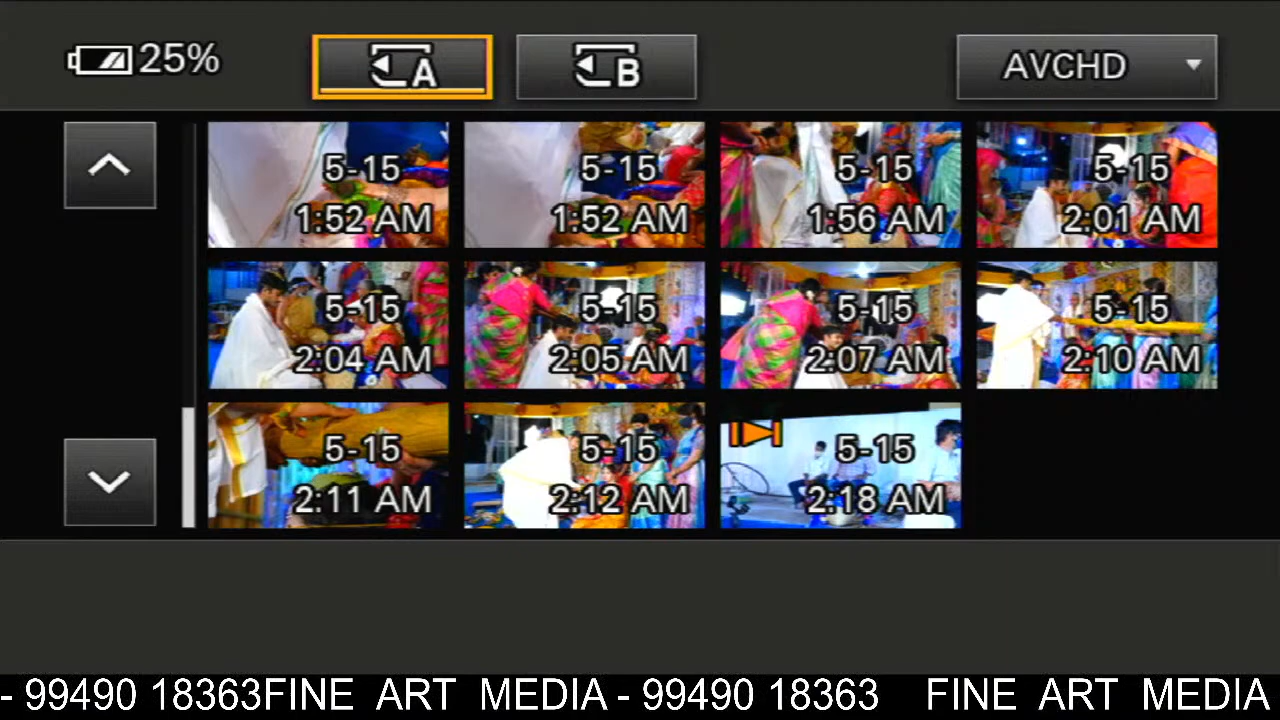 25% A B AVCHD
5-15 5-15 5-15 5-15
1:52 AM 1:52 AM 1:56 AM 2:01 AM
5-15 5-15 5-15 5-15
2:04 AM 2:05 AM 2:07 AM 2:10 AM
5-15 5-15 5-15
2:11 AM 2:12 AM 2:18 AM
- 99490 18363FINE ART MEDIA - 99490 18363 FINE ART MEDIA